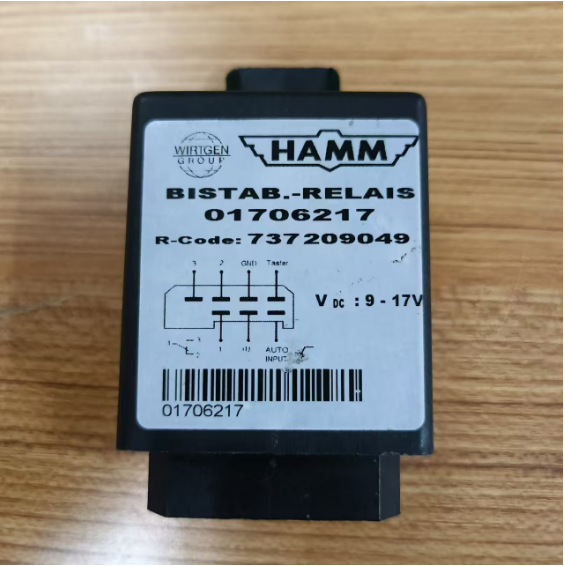 WIRTGEN
GROUP
HAMM
BISTAB.-RELAIS
01706217
R-Code: 737209049
3 2 GND Taster
V DC : 9 - 17V
1
AUTO
INPUT
01706217